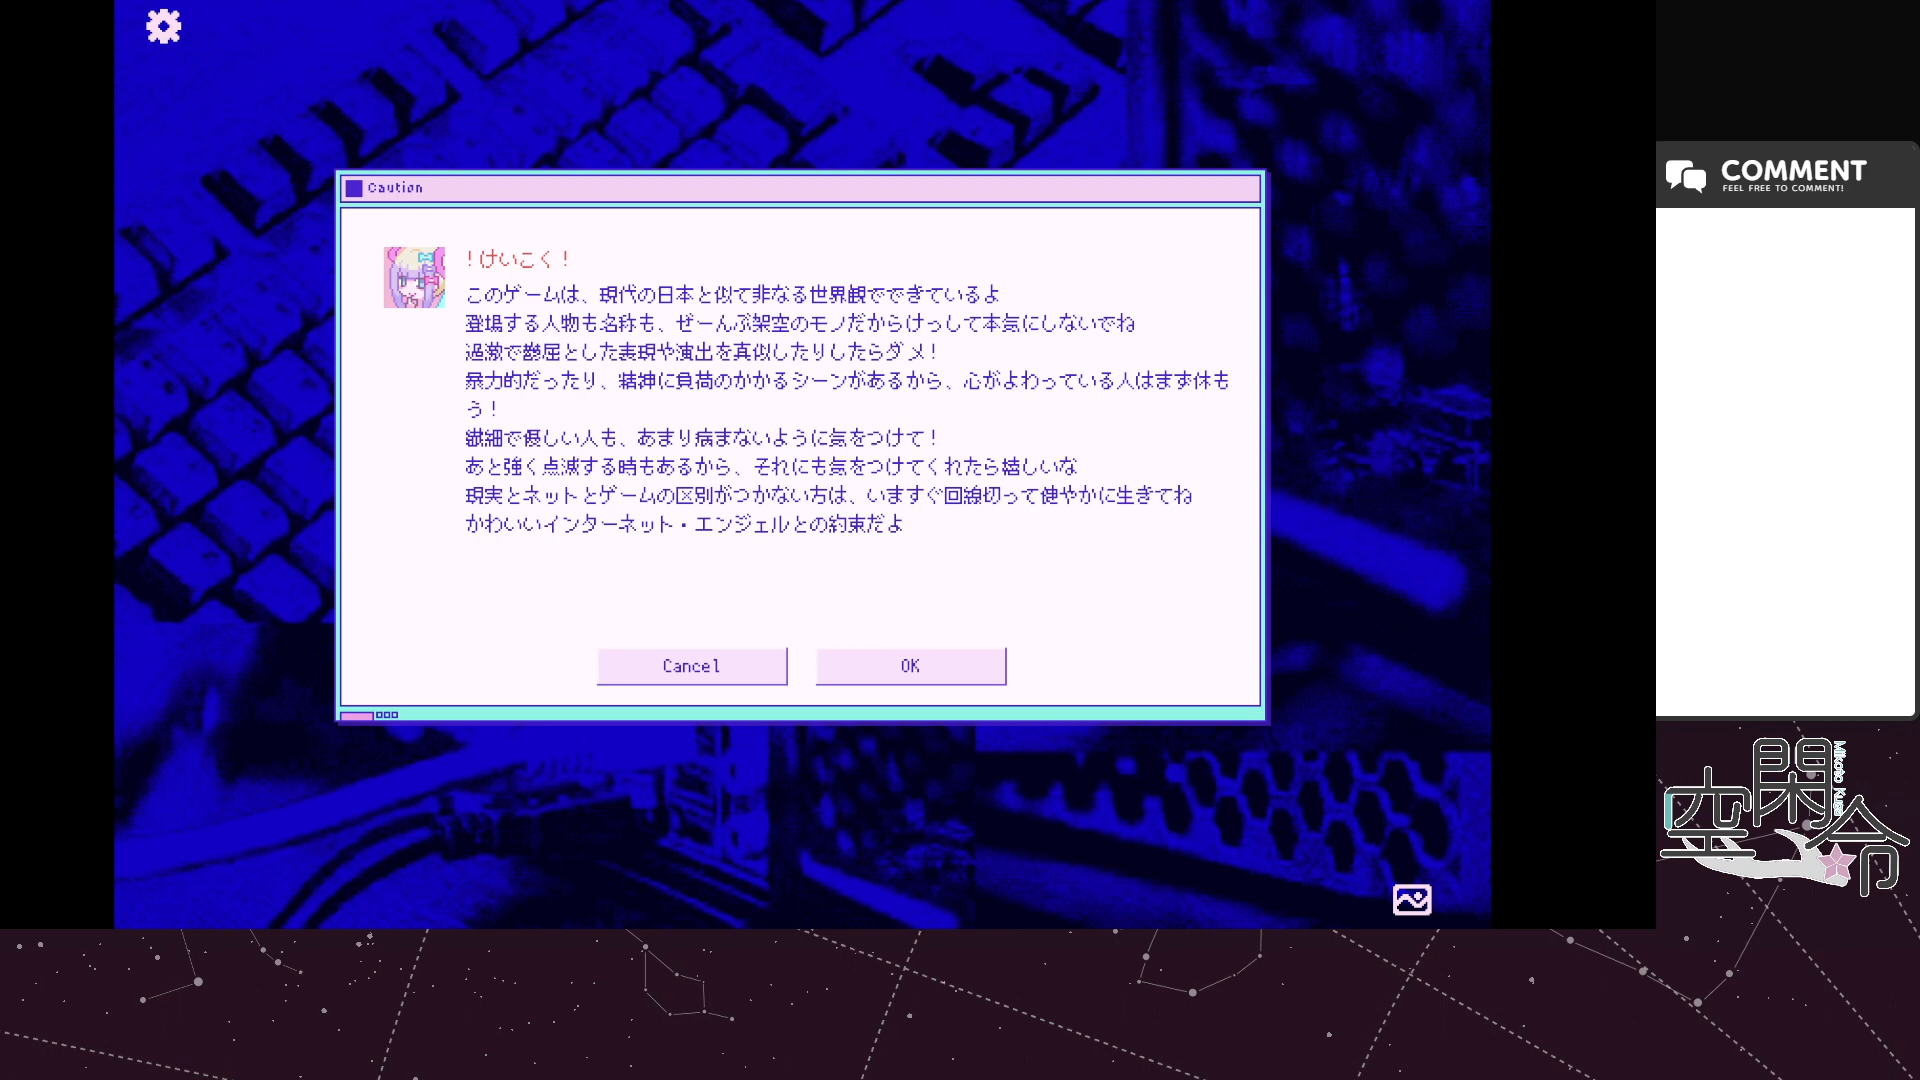 Caution
！けいこく！
このゲームは、現代の日本と似て非なる世界観でできているよ
登場する人物も名称も、ぜーんぶ架空のモノだからけっして本気にしないでね
過激で鬱屈とした表現や演出を真似したりしたらダメ！
暴力的だったり、精神に負荷のかかるシーンがあるから、心がよわっている人はまず休も
う！
繊細で優しい人も、あまり病まないように気をつけて！
あと強く点滅する時もあるから、それにも気をつけてくれたら嬉しいな
現実とネットとゲームの区別がつかない方は、いますぐ回線切って健やかに生きてね
かわいいインターネット・エンジェルとの約束だよ
Cancel
OK
COMMENT
FEEL FREE TO COMMENT!
空閑命